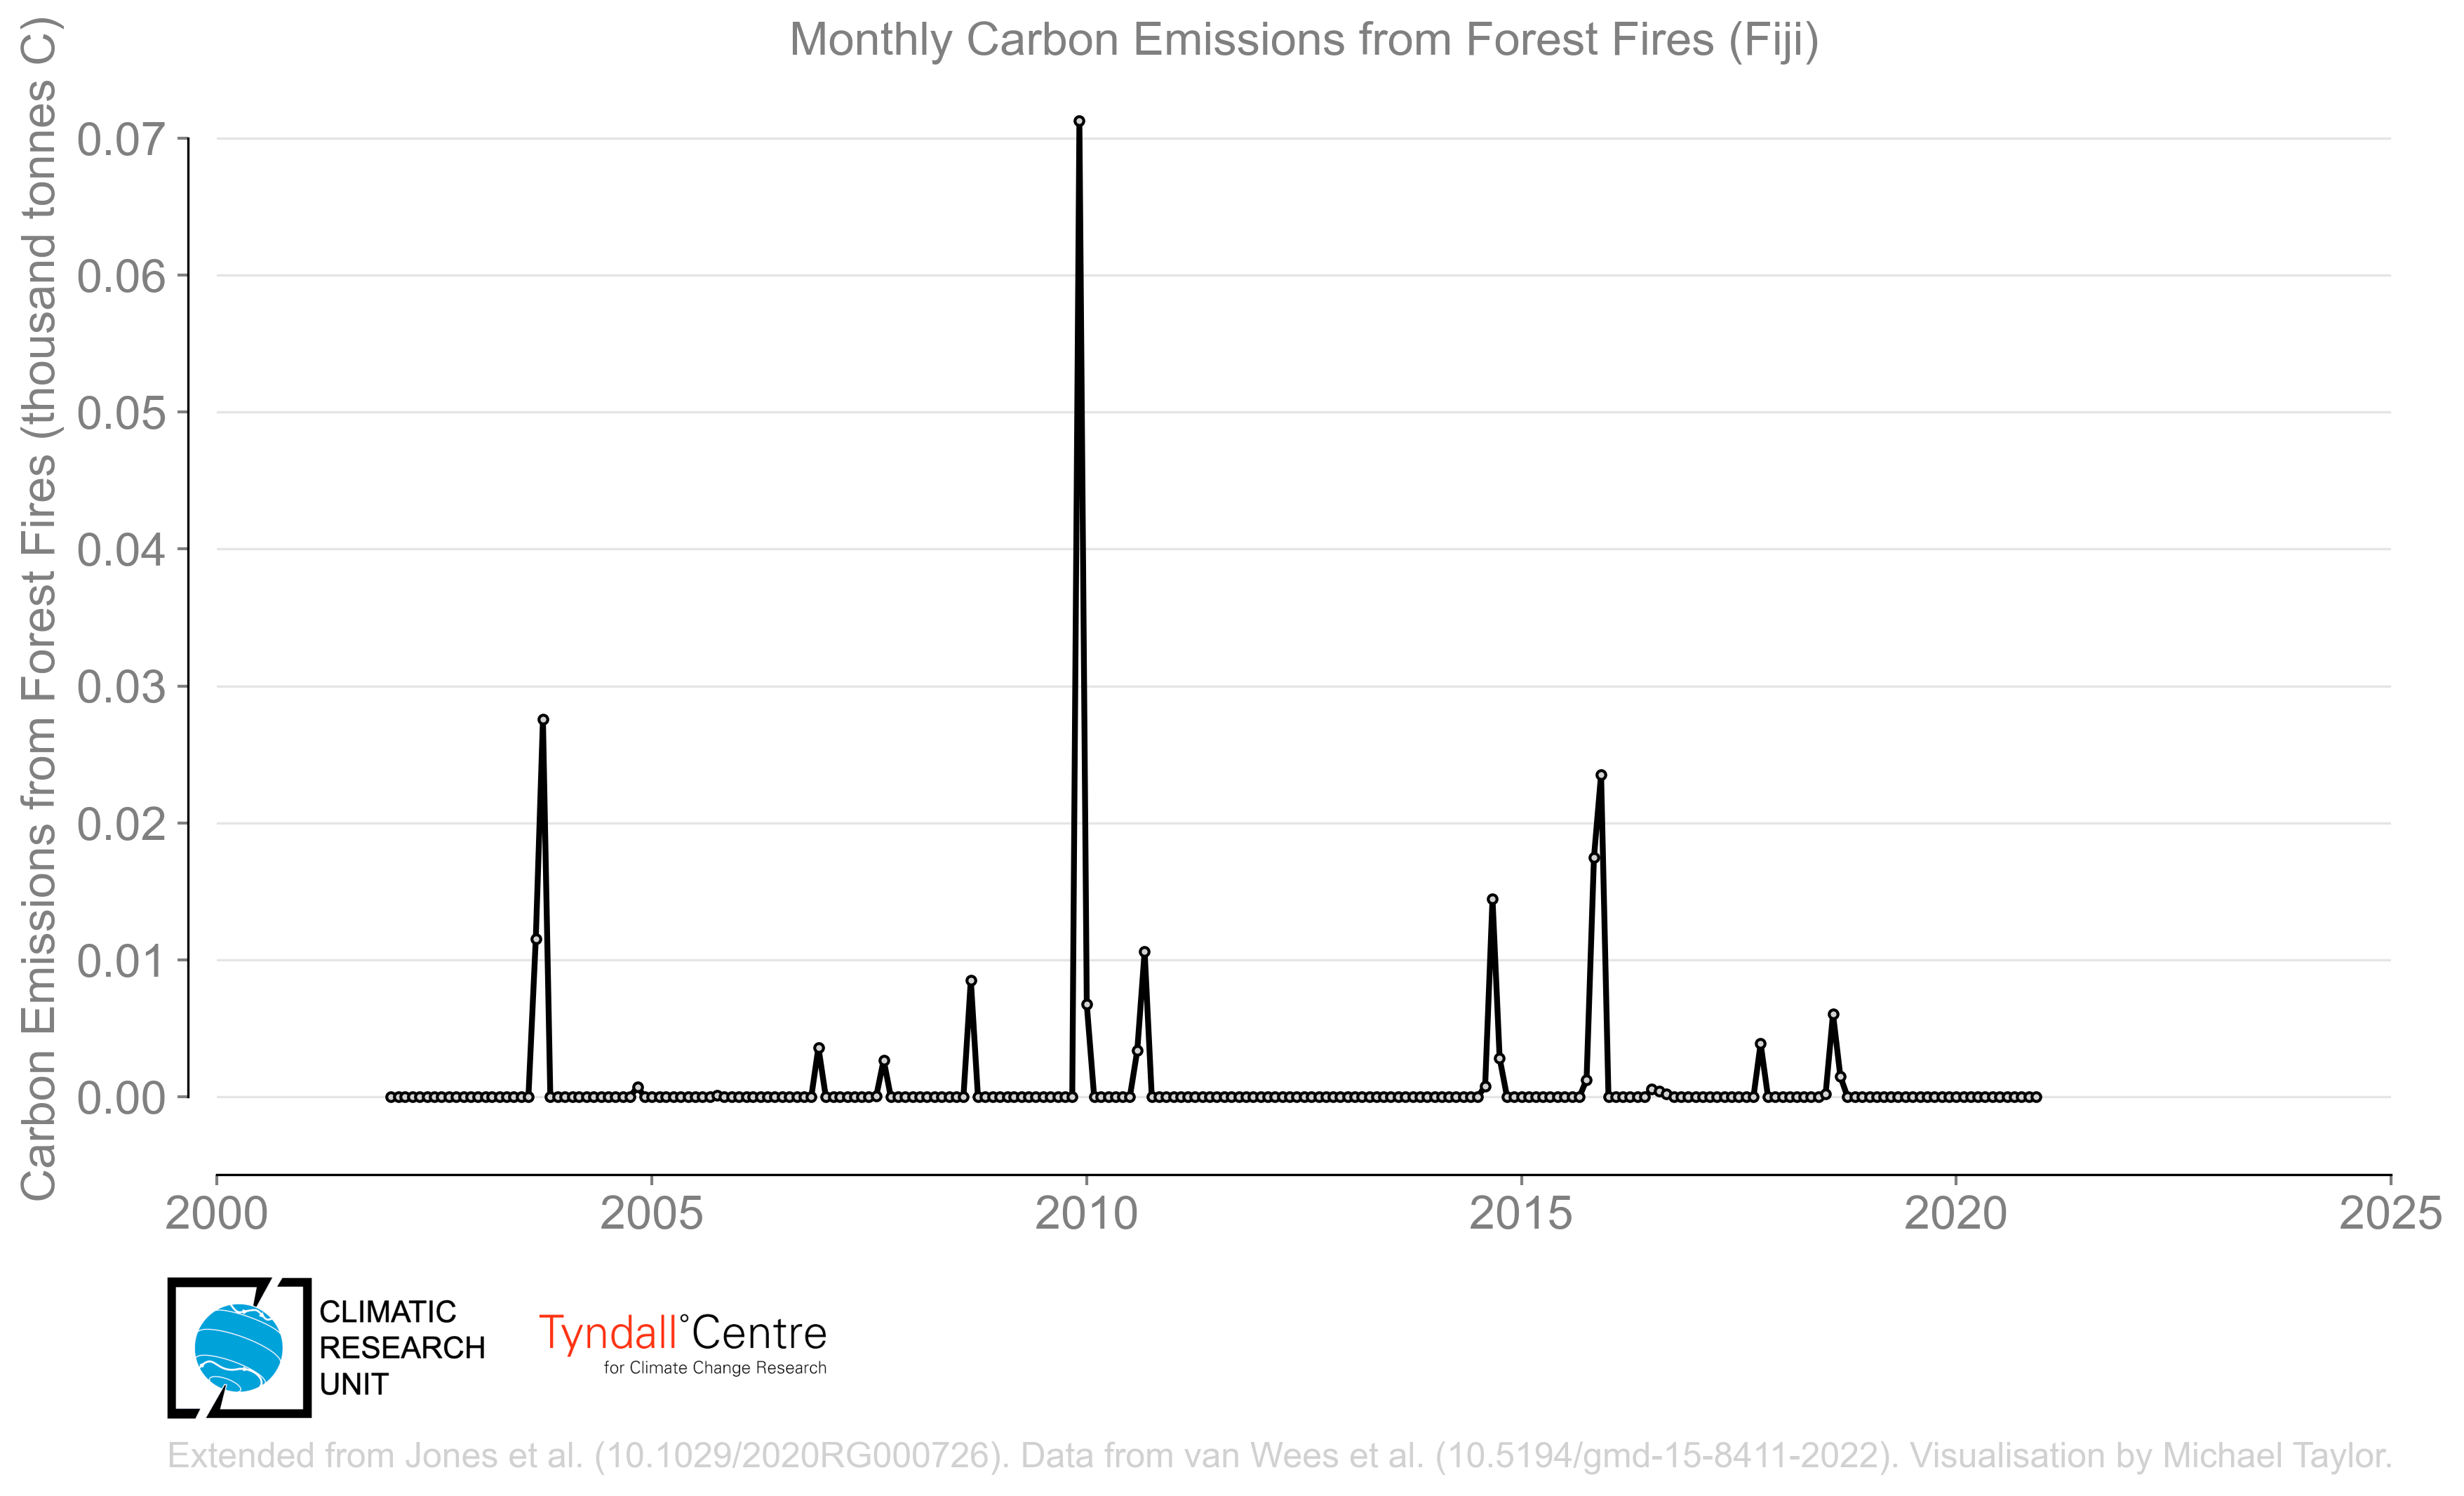 Monthly Carbon Emissions from Forest Fires (Fiji)
Carbon Emissions from Forest Fires (thousand tonnes C)
0.07
0.06
0.05
0.04
0.03
0.02
0.01
0.00
2000 2005 2010 2015 2020 2025
CLIMATIC
RESEARCH
UNIT
Tyndall°Centre
for Climate Change Research
Extended from Jones et al. (10.1029/2020RG000726). Data from van Wees et al. (10.5194/gmd-15-8411-2022). Visualisation by Michael Taylor.